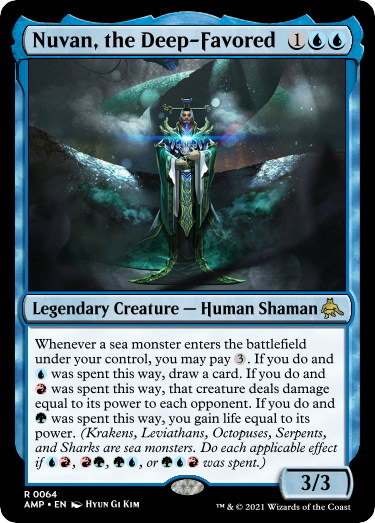 Nuvan, the Deep-Favored 1
Legendary Creature — Human Shaman
Whenever a sea monster enters the battlefield
under your control, you may pay 3. If you do and
was spent this way, draw a card. If you do and
was spent this way, that creature deals damage
equal to its power to each opponent. If you do and
was spent this way, you gain life equal to its
power. (Krakens, Leviathans, Octopuses, Serpents,
and Sharks are sea monsters. Do each applicable effect
if , , , or was spent.)
3/3
R 0064
AMP • EN Hyun Gi Kim
™ & © 2021 Wizards of the Coast